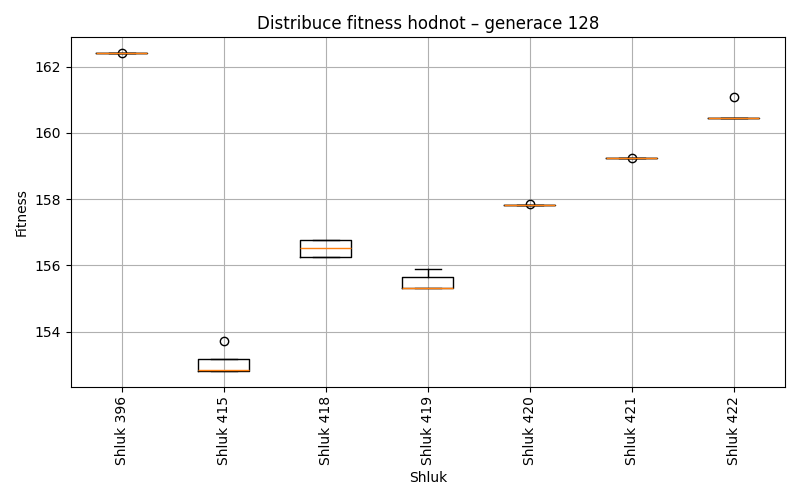 Distribuce fitness hodnot – generace 128
Fitness
162
160
158
156
154
Shluk 396
Shluk 415
Shluk 418
Shluk 419
Shluk 420
Shluk 421
Shluk 422
Shluk